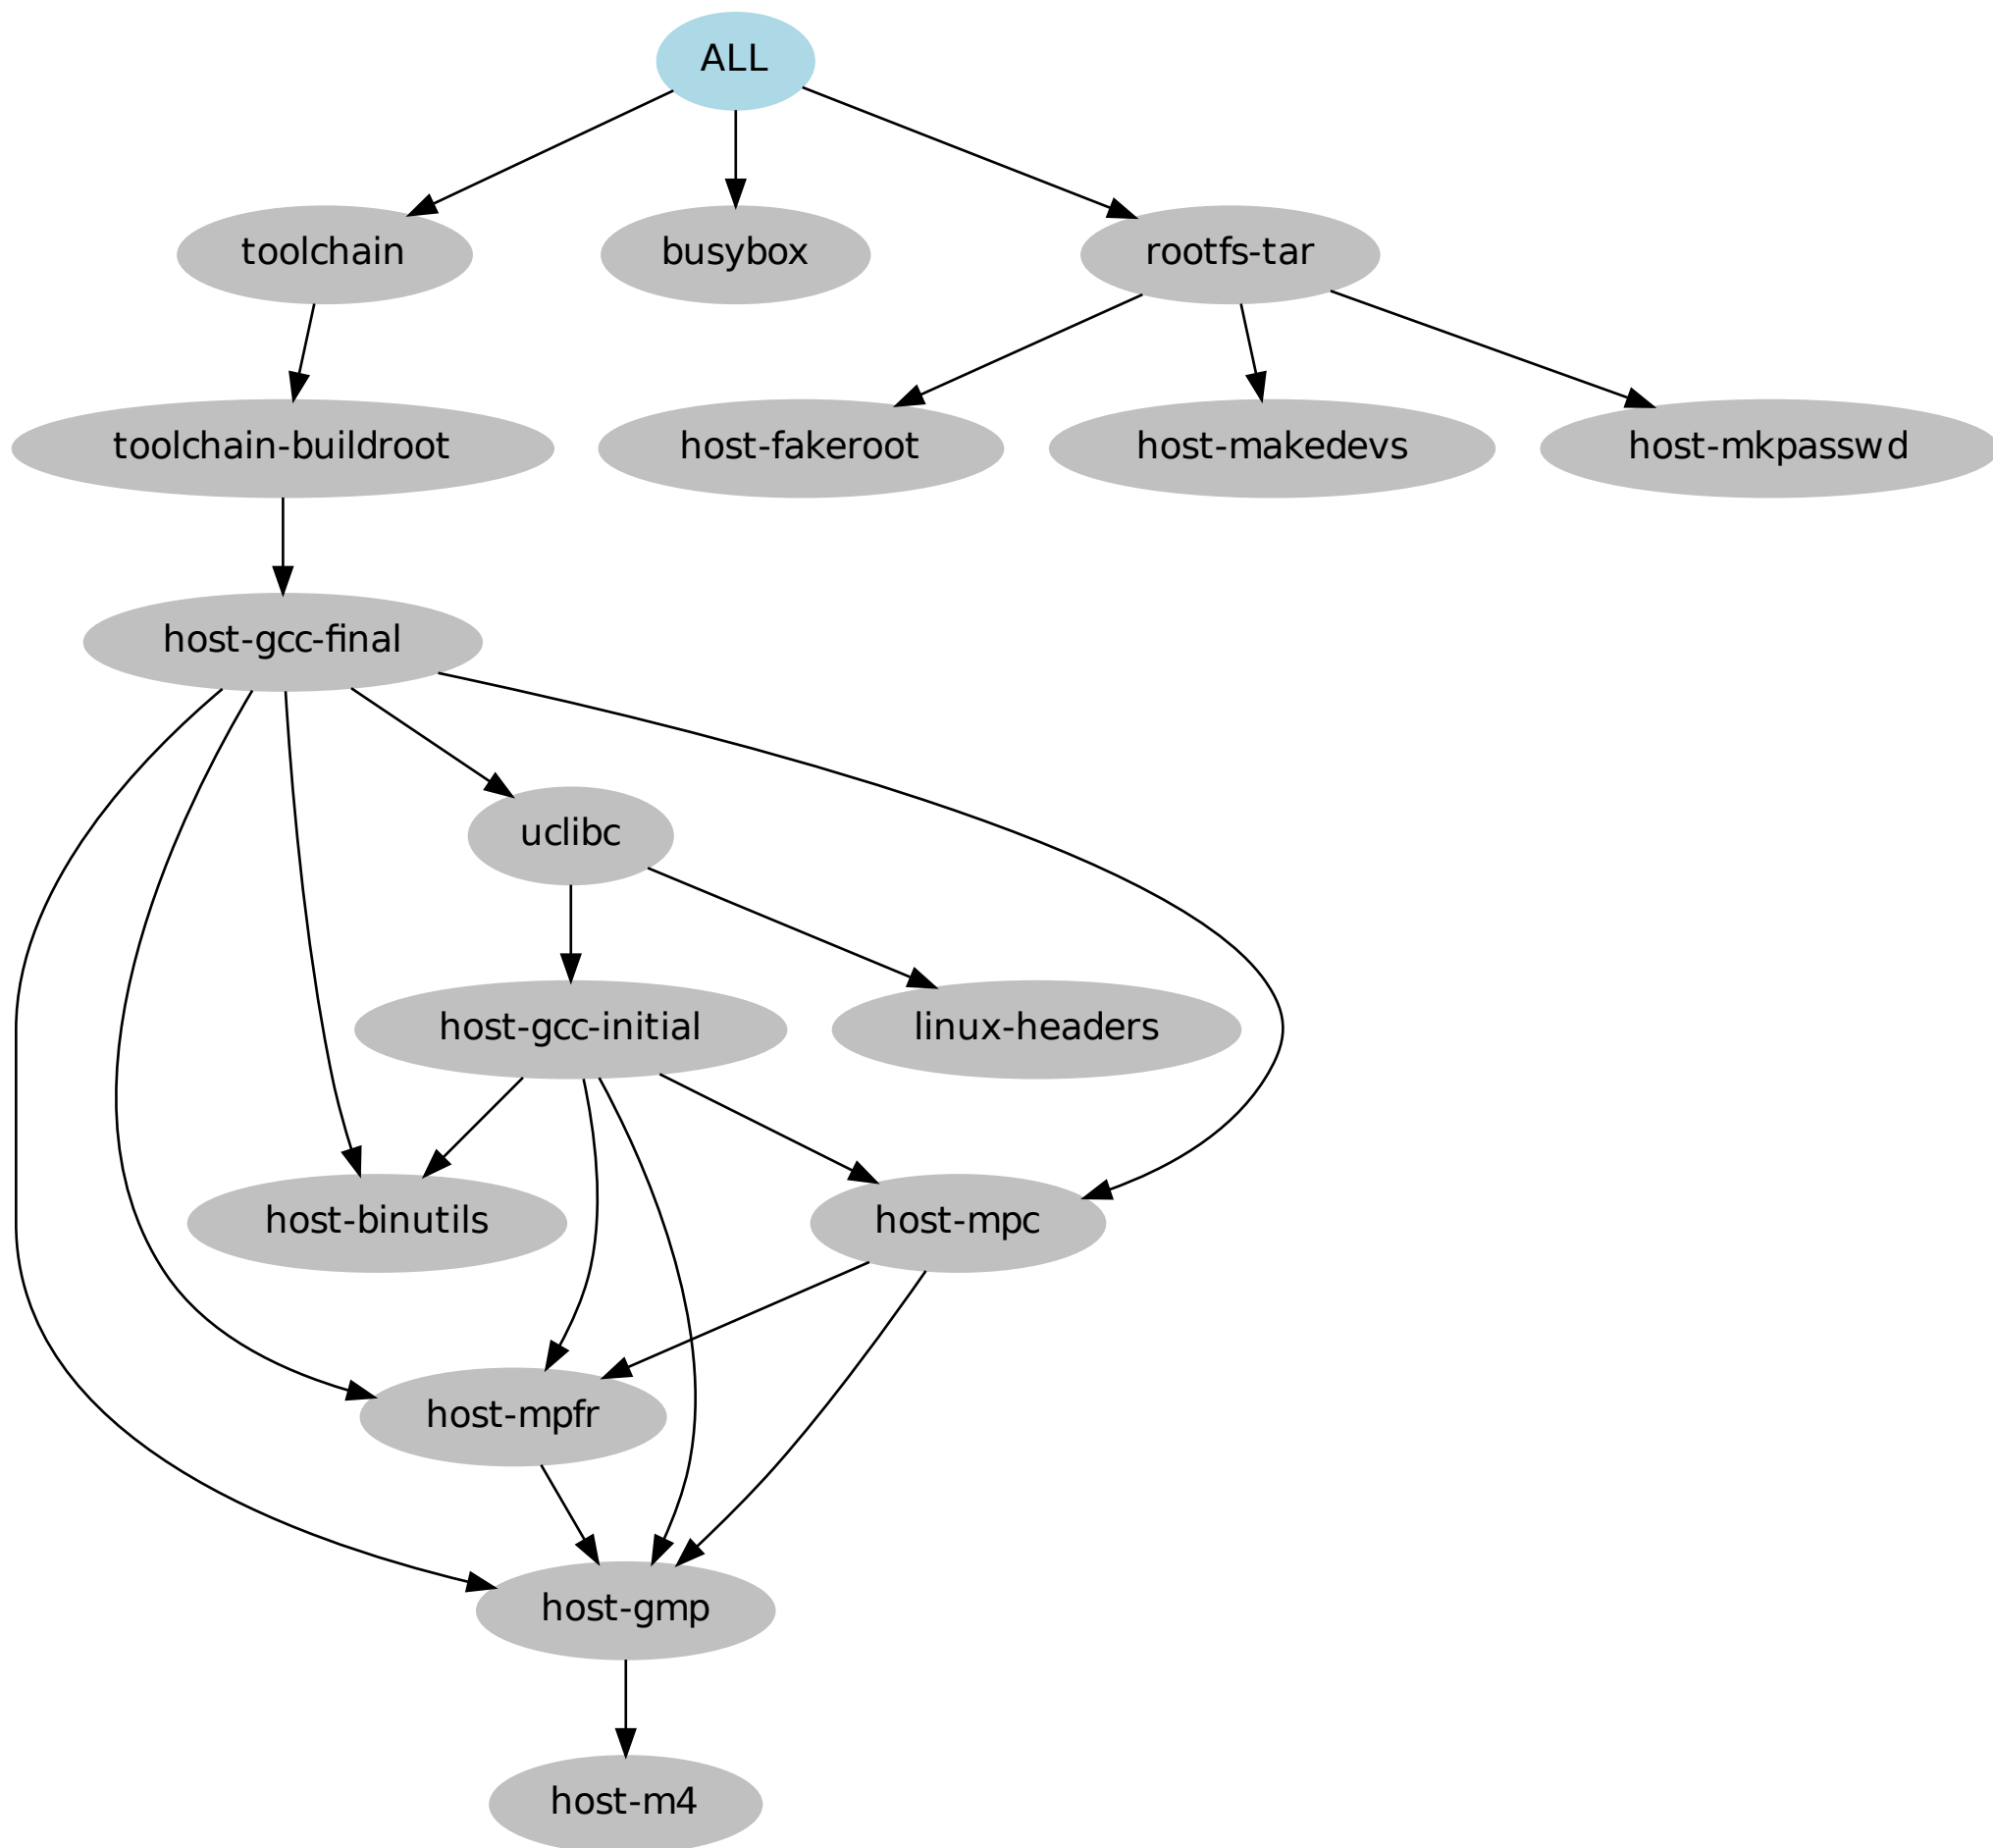 ALL
toolchain
busybox
rootfs-tar
toolchain-buildroot
host-fakeroot
host-makedevs
host-mkpasswd
host-gcc-final
uclibc
host-gcc-initial
linux-headers
host-binutils
host-mpc
host-mpfr
host-gmp
host-m4